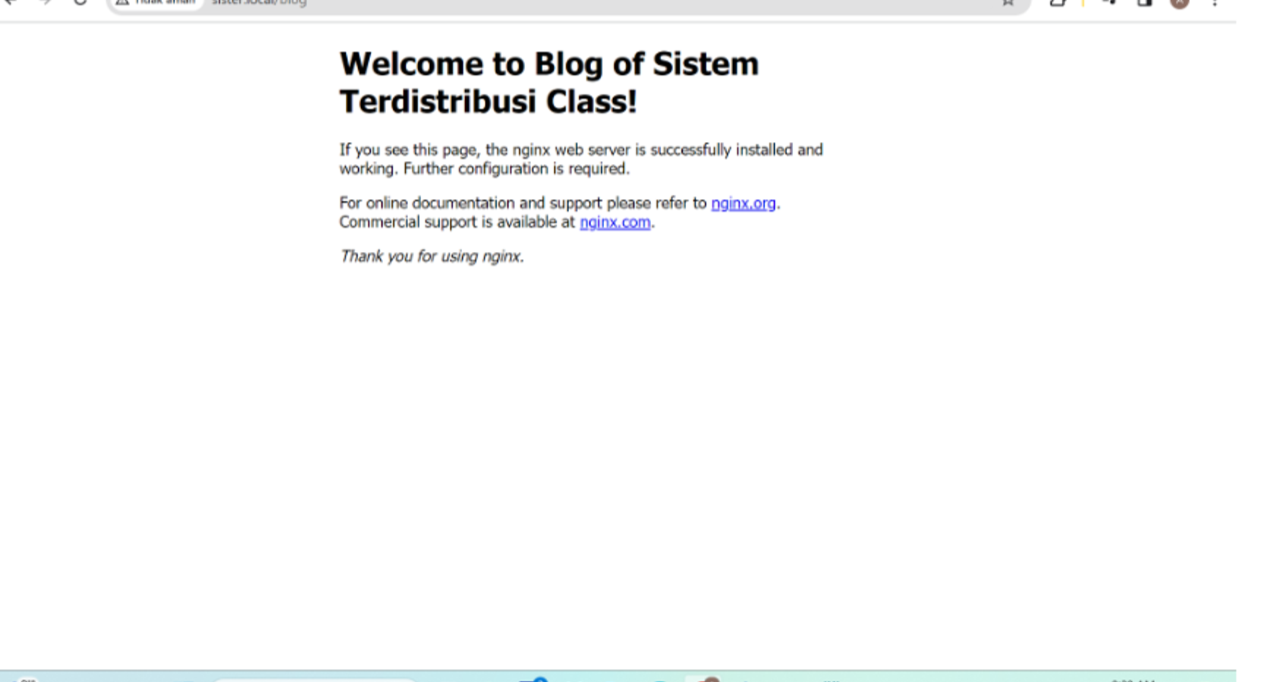 Tidak aman sister.local/blog
Welcome to Blog of Sistem
Terdistribusi Class!
If you see this page, the nginx web server is successfully installed and
working. Further configuration is required.
For online documentation and support please refer to nginx.org.
Commercial support is available at nginx.com.
Thank you for using nginx.